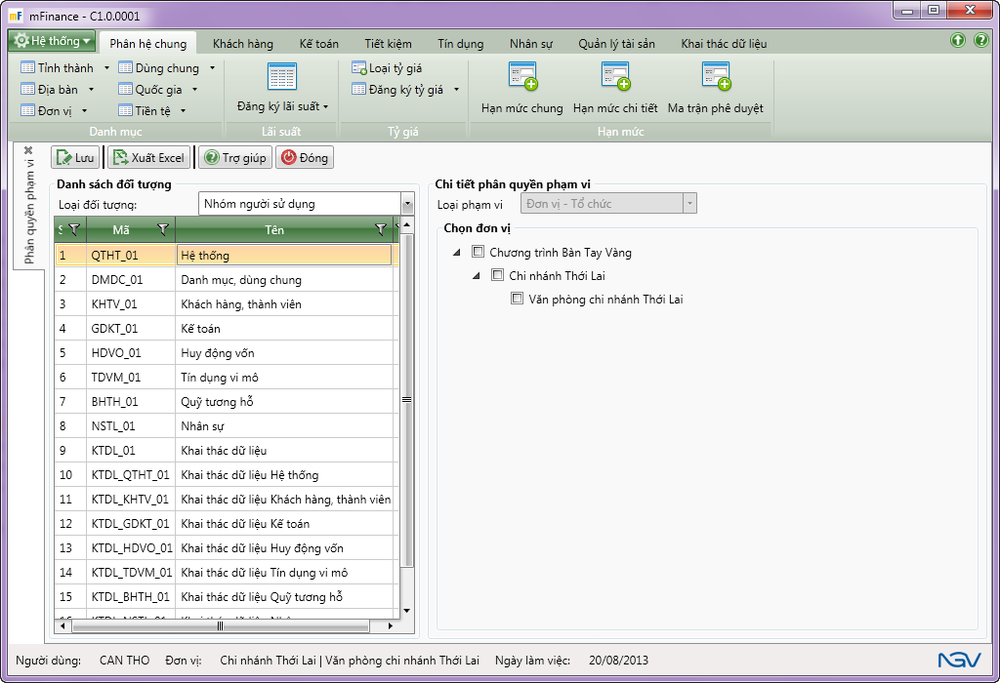 mF mFinance - C1.0.0001
Hệ thống Phân hệ chung Khách hàng Kế toán Tiết kiệm Tín dụng Nhân sự Quản lý tài sản Khai thác dữ liệu
Tỉnh thành Dùng chung
Địa bàn Quốc gia
Đơn vị Tiền tệ
Danh mục
Đăng ký lãi suất
Lãi suất
Loại tỷ giá
Đăng ký tỷ giá
Tỷ giá
Hạn mức chung Hạn mức chi tiết Ma trận phê duyệt
Hạn mức
Phân quyền phạm vi
Lưu Xuất Excel Trợ giúp Đóng
Danh sách đối tượng
Loại đối tượng: Nhóm người sử dụng
Mã Tên
1 QTHT_01 Hệ thống
2 DMDC_01 Danh mục, dùng chung
3 KHTV_01 Khách hàng, thành viên
4 GDKT_01 Kế toán
5 HDVO_01 Huy động vốn
6 TDVM_01 Tín dụng vi mô
7 BHTH_01 Quỹ tương hỗ
8 NSTL_01 Nhân sự
9 KTDL_01 Khai thác dữ liệu
10 KTDL_QTHT_01 Khai thác dữ liệu Hệ thống
11 KTDL_KHTV_01 Khai thác dữ liệu Khách hàng, thành viên
12 KTDL_GDKT_01 Khai thác dữ liệu Kế toán
13 KTDL_HDVO_01 Khai thác dữ liệu Huy động vốn
14 KTDL_TDVM_01 Khai thác dữ liệu Tín dụng vi mô
15 KTDL_BHTH_01 Khai thác dữ liệu Quỹ tương hỗ
Chi tiết phân quyền phạm vi
Loại phạm vi Đơn vị - Tổ chức
Chọn đơn vị
Chương trình Bàn Tay Vàng
Chi nhánh Thới Lai
Văn phòng chi nhánh Thới Lai
Người dùng: CAN THO Đơn vị: Chi nhánh Thới Lai | Văn phòng chi nhánh Thới Lai Ngày làm việc: 20/08/2013
NGV